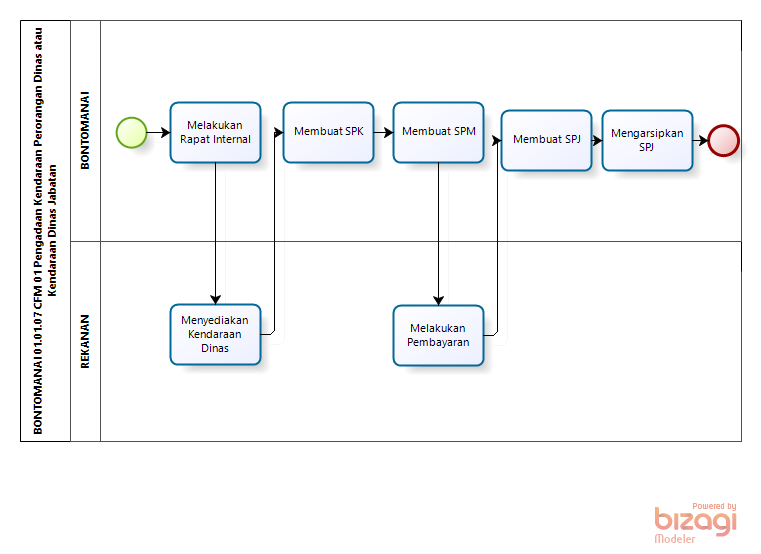 BONTOMANAI 01.01.07 CFM 01 Pengadaan Kendaraan Perorangan Dinas atau
Kendaraan Dinas Jabatan
BONTOMANAI
Melakukan
Rapat Internal
Membuat SPK
Membuat SPM
Membuat SPJ
Mengarsipkan
SPJ
REKANAN
Menyediakan
Kendaraan
Dinas
Melakukan
Pembayaran
Powered by
bizagi
Modeler